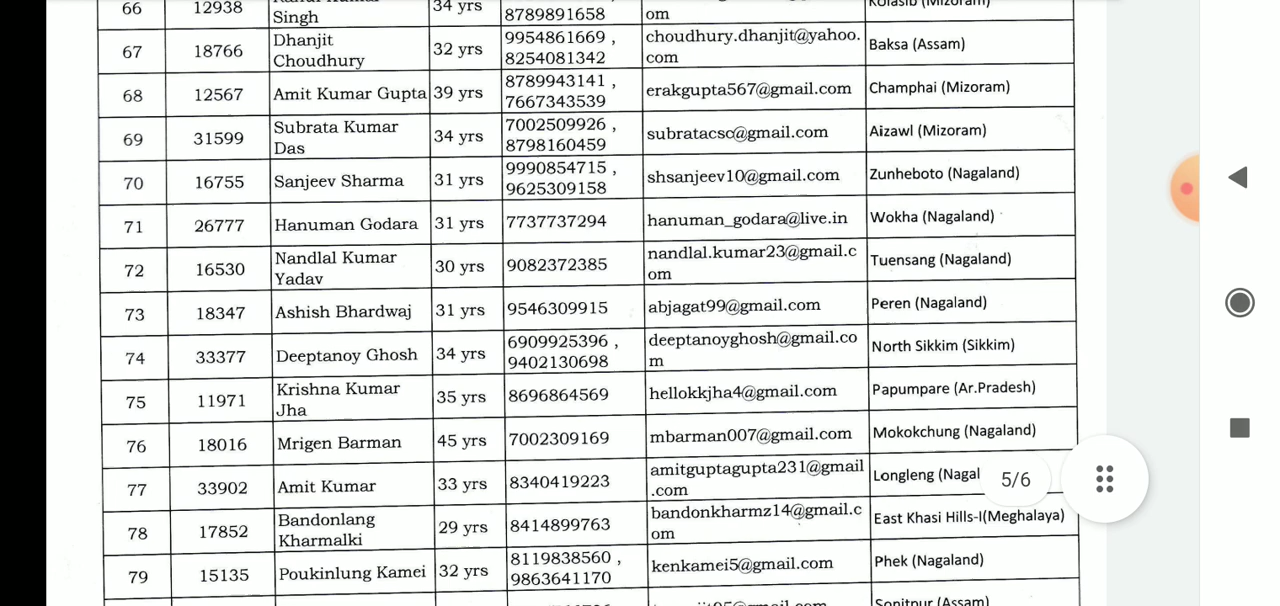 66 12938 Singh 34 yrs 8789891658 om Kolasib (Mizoram)
67 18766 Dhanjit Choudhury 32 yrs 9954861669 , 8254081342 choudhury.dhanjit@yahoo.com Baksa (Assam)
68 12567 Amit Kumar Gupta 39 yrs 8789943141 , 7667343539 erakgupta567@gmail.com Champhai (Mizoram)
69 31599 Subrata Kumar Das 34 yrs 7002509926 , 8798160459 subratacsc@gmail.com Aizawl (Mizoram)
70 16755 Sanjeev Sharma 31 yrs 9990854715 , 9625309158 shsanjeev10@gmail.com Zunheboto (Nagaland)
71 26777 Hanuman Godara 31 yrs 7737737294 hanuman_godara@live.in Wokha (Nagaland)
72 16530 Nandlal Kumar Yadav 30 yrs 9082372385 nandlal.kumar23@gmail.com Tuensang (Nagaland)
73 18347 Ashish Bhardwaj 31 yrs 9546309915 abjagat99@gmail.com Peren (Nagaland)
74 33377 Deeptanoy Ghosh 34 yrs 6909925396 , 9402130698 deeptanoyghosh@gmail.com North Sikkim (Sikkim)
75 11971 Krishna Kumar Jha 35 yrs 8696864569 hellokkjha4@gmail.com Papumpare (Ar.Pradesh)
76 18016 Mrigen Barman 45 yrs 7002309169 mbarman007@gmail.com Mokokchung (Nagaland)
77 33902 Amit Kumar 33 yrs 8340419223 amitguptagupta231@gmail.com Longleng (Nagal
5/6
78 17852 Bandonlang Kharmalki 29 yrs 8414899763 bandonkharmz14@gmail.com East Khasi Hills-I(Meghalaya)
79 15135 Poukinlung Kamei 32 yrs 8119838560 , 9863641170 kenkamei5@gmail.com Phek (Nagaland)
Sonitpur (Assam)